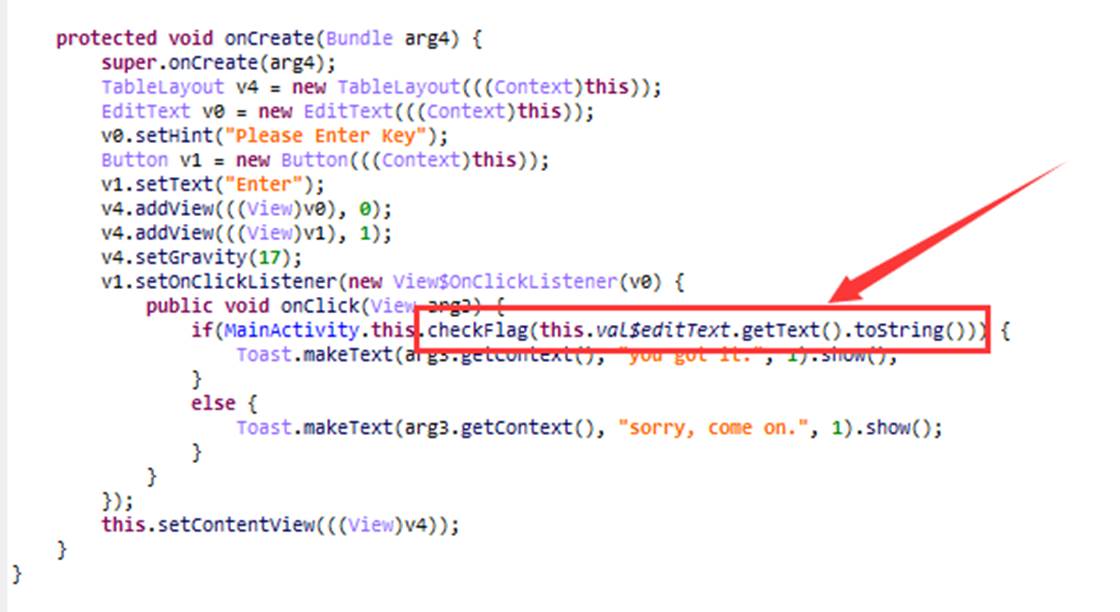 protected void onCreate(Bundle arg4) {
super.onCreate(arg4);
TableLayout v4 = new TableLayout(((Context)this));
EditText v0 = new EditText(((Context)this));
v0.setHint("Please Enter Key");
Button v1 = new Button(((Context)this));
v1.setText("Enter");
v4.addView(((View)v0), 0);
v4.addView(((View)v1), 1);
v4.setGravity(17);
v1.setOnClickListener(new View$OnClickListener(v0) {
public void onClick(View arg3) {
if(MainActivity.this.checkFlag(this.val$editText.getText().toString())) {
Toast.makeText(arg3.getContext(), "you got it.", 1).show();
}
else {
Toast.makeText(arg3.getContext(), "sorry, come on.", 1).show();
}
}
});
this.setContentView(((View)v4));
}
}